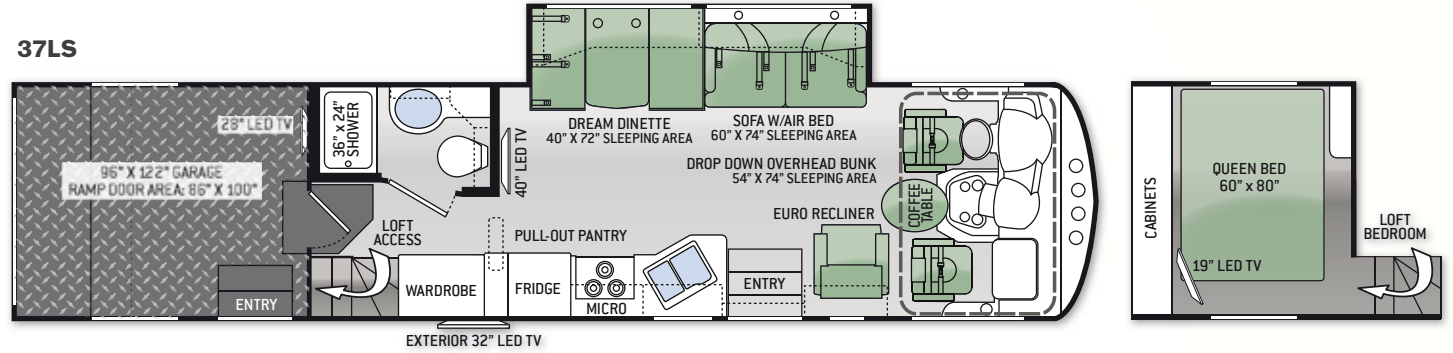 37LS
26" LED TV
96" X 122" GARAGE
RAMP DOOR AREA: 86" X 100"
ENTRY
36" x 24"
SHOWER
40" LED TV
DREAM DINETTE
40" X 72" SLEEPING AREA
SOFA W/AIR BED
60" X 74" SLEEPING AREA
DROP DOWN OVERHEAD BUNK
54" X 74" SLEEPING AREA
COFFEE
TABLE
EURO RECLINER
LOFT
ACCESS
PULL-OUT PANTRY
WARDROBE
FRIDGE
MICRO
ENTRY
EXTERIOR 32" LED TV
CABINETS
QUEEN BED
60" x 80"
19" LED TV
LOFT
BEDROOM